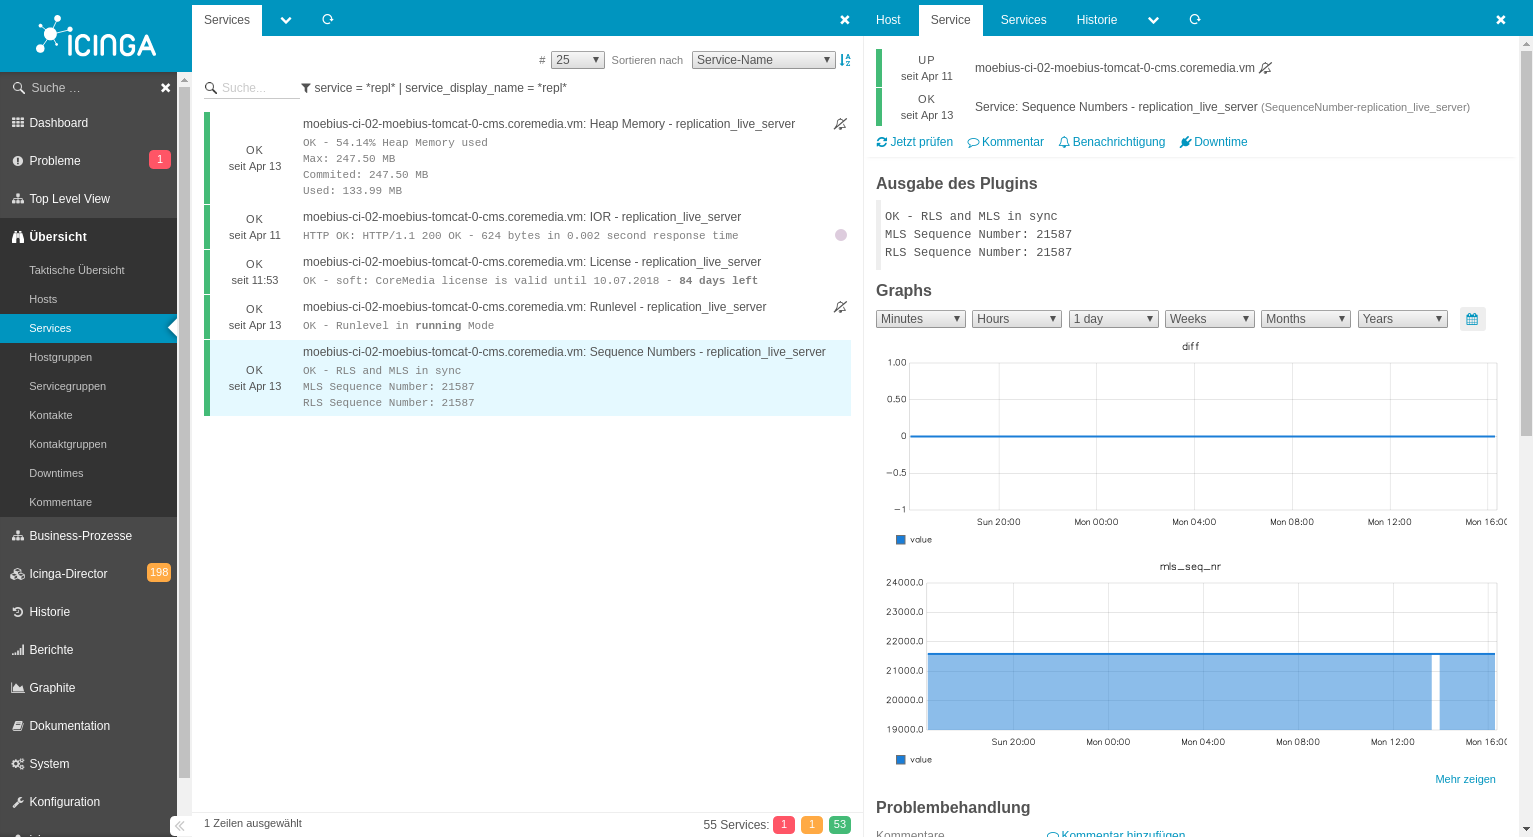 ICINGA
Suche ...
Dashboard
Probleme 1
Top Level View
Übersicht
Taktische Übersicht
Hosts
Services
Hostgruppen
Servicegruppen
Kontakte
Kontaktgruppen
Downtimes
Kommentare
Business-Prozesse
Icinga-Director 198
Historie
Berichte
Graphite
Dokumentation
System
Konfiguration
Services
# 25 Sortieren nach Service-Name
Suche... service = *repl* | service_display_name = *repl*
OK
seit Apr 13
moebius-ci-02-moebius-tomcat-0-cms.coremedia.vm: Heap Memory - replication_live_server
OK - 54.14% Heap Memory used
Max: 247.50 MB
Commited: 247.50 MB
Used: 133.99 MB
OK
seit Apr 11
moebius-ci-02-moebius-tomcat-0-cms.coremedia.vm: IOR - replication_live_server
HTTP OK: HTTP/1.1 200 OK - 624 bytes in 0.002 second response time
OK
seit 11:53
moebius-ci-02-moebius-tomcat-0-cms.coremedia.vm: License - replication_live_server
OK - soft: CoreMedia license is valid until 10.07.2018 - 84 days left
OK
seit Apr 13
moebius-ci-02-moebius-tomcat-0-cms.coremedia.vm: Runlevel - replication_live_server
OK - Runlevel in running Mode
OK
seit Apr 13
moebius-ci-02-moebius-tomcat-0-cms.coremedia.vm: Sequence Numbers - replication_live_server
OK - RLS and MLS in sync
MLS Sequence Number: 21587
RLS Sequence Number: 21587
1 Zeilen ausgewählt
55 Services: 1 1 53
Host Service Services Historie
UP
seit Apr 11
moebius-ci-02-moebius-tomcat-0-cms.coremedia.vm
OK
seit Apr 13
Service: Sequence Numbers - replication_live_server (SequenceNumber-replication_live_server)
Jetzt prüfen Kommentar Benachrichtigung Downtime
Ausgabe des Plugins
OK - RLS and MLS in sync
MLS Sequence Number: 21587
RLS Sequence Number: 21587
Graphs
Minutes Hours 1 day Weeks Months Years
diff
1.00
0.50
0
-0.5
-1
Sun 20:00 Mon 00:00 Mon 04:00 Mon 08:00 Mon 12:00 Mon 16:00
value
mls_seq_nr
24000.0
23000.0
22000.0
21000.0
20000.0
19000.0
Sun 20:00 Mon 00:00 Mon 04:00 Mon 08:00 Mon 12:00 Mon 16:00
value
Mehr zeigen
Problembehandlung
Kommentare Kommentar hinzufügen